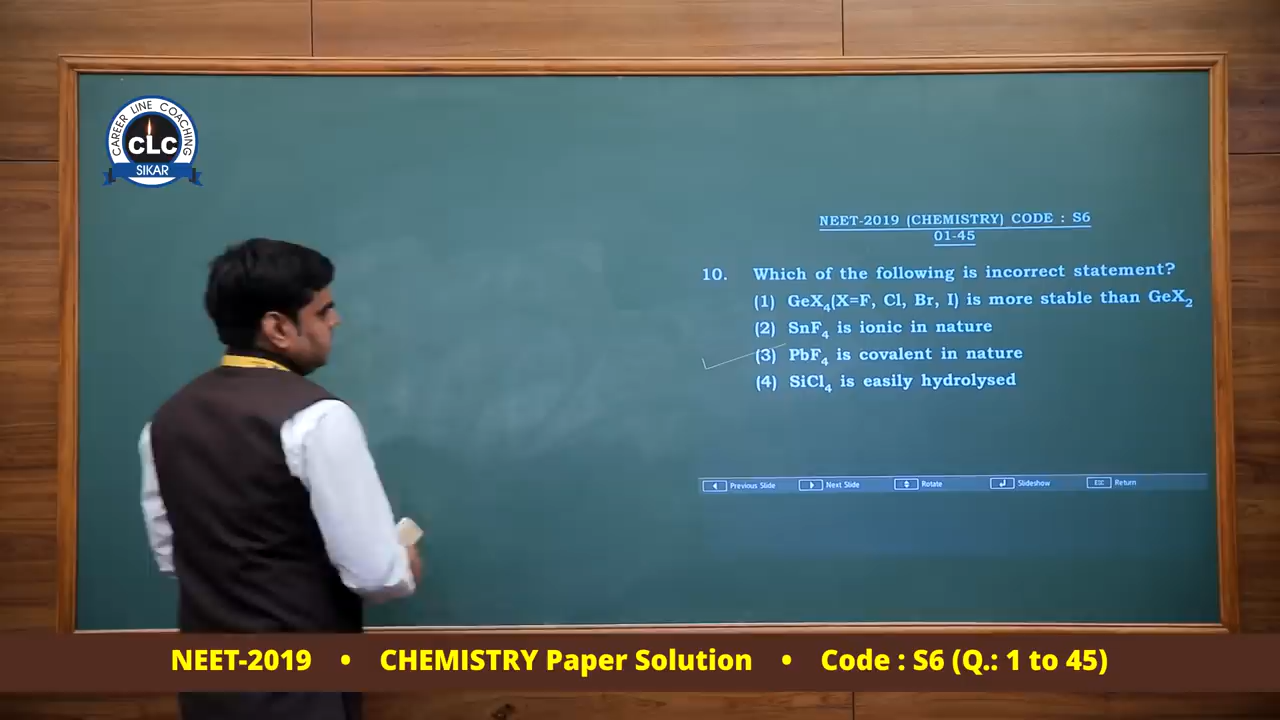 CAREER LINE COACHING
CLC
SIKAR
NEET-2019 (CHEMISTRY) CODE : S6
01-45
10. Which of the following is incorrect statement?
(1) GeX₄(X=F, Cl, Br, I) is more stable than GeX₂
(2) SnF₄ is ionic in nature
(3) PbF₄ is covalent in nature
(4) SiCl₄ is easily hydrolysed
Previous Slide Next Slide Rotate Slideshow ESC Return
NEET-2019 • CHEMISTRY Paper Solution • Code : S6 (Q.: 1 to 45)